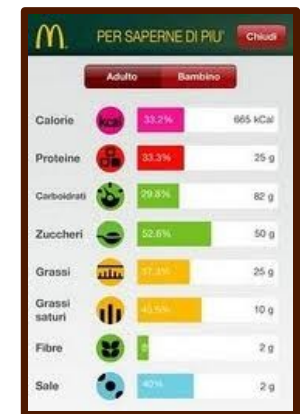 PER SAPERNE DI PIU' Chiudi
Adulto Bambino
Calorie kcal 33.2% 665 kCal
Proteine 33.3% 25 g
Carboidrati 29.8% 82 g
Zuccheri 52.6% 50 g
Grassi 25 g
Grassi
saturi 10 g
Fibre 2 g
Sale 40% 2 g